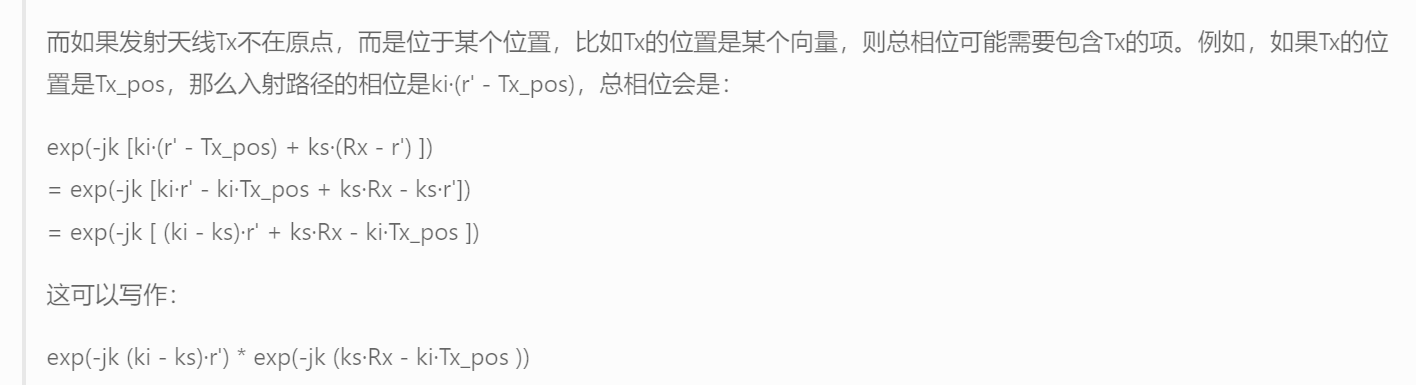 而如果发射天线Tx不在原点，而是位于某个位置，比如Tx的位置是某个向量，则总相位可能需要包含Tx的项。例如，如果Tx的位
置是Tx_pos，那么入射路径的相位是ki·(r' - Tx_pos)，总相位会是：
exp(-jk [ki·(r' - Tx_pos) + ks·(Rx - r') ])
= exp(-jk [ki·r' - ki·Tx_pos + ks·Rx - ks·r'])
= exp(-jk [ (ki - ks)·r' + ks·Rx - ki·Tx_pos ])
这可以写作：
exp(-jk (ki - ks)·r') * exp(-jk (ks·Rx - ki·Tx_pos ))